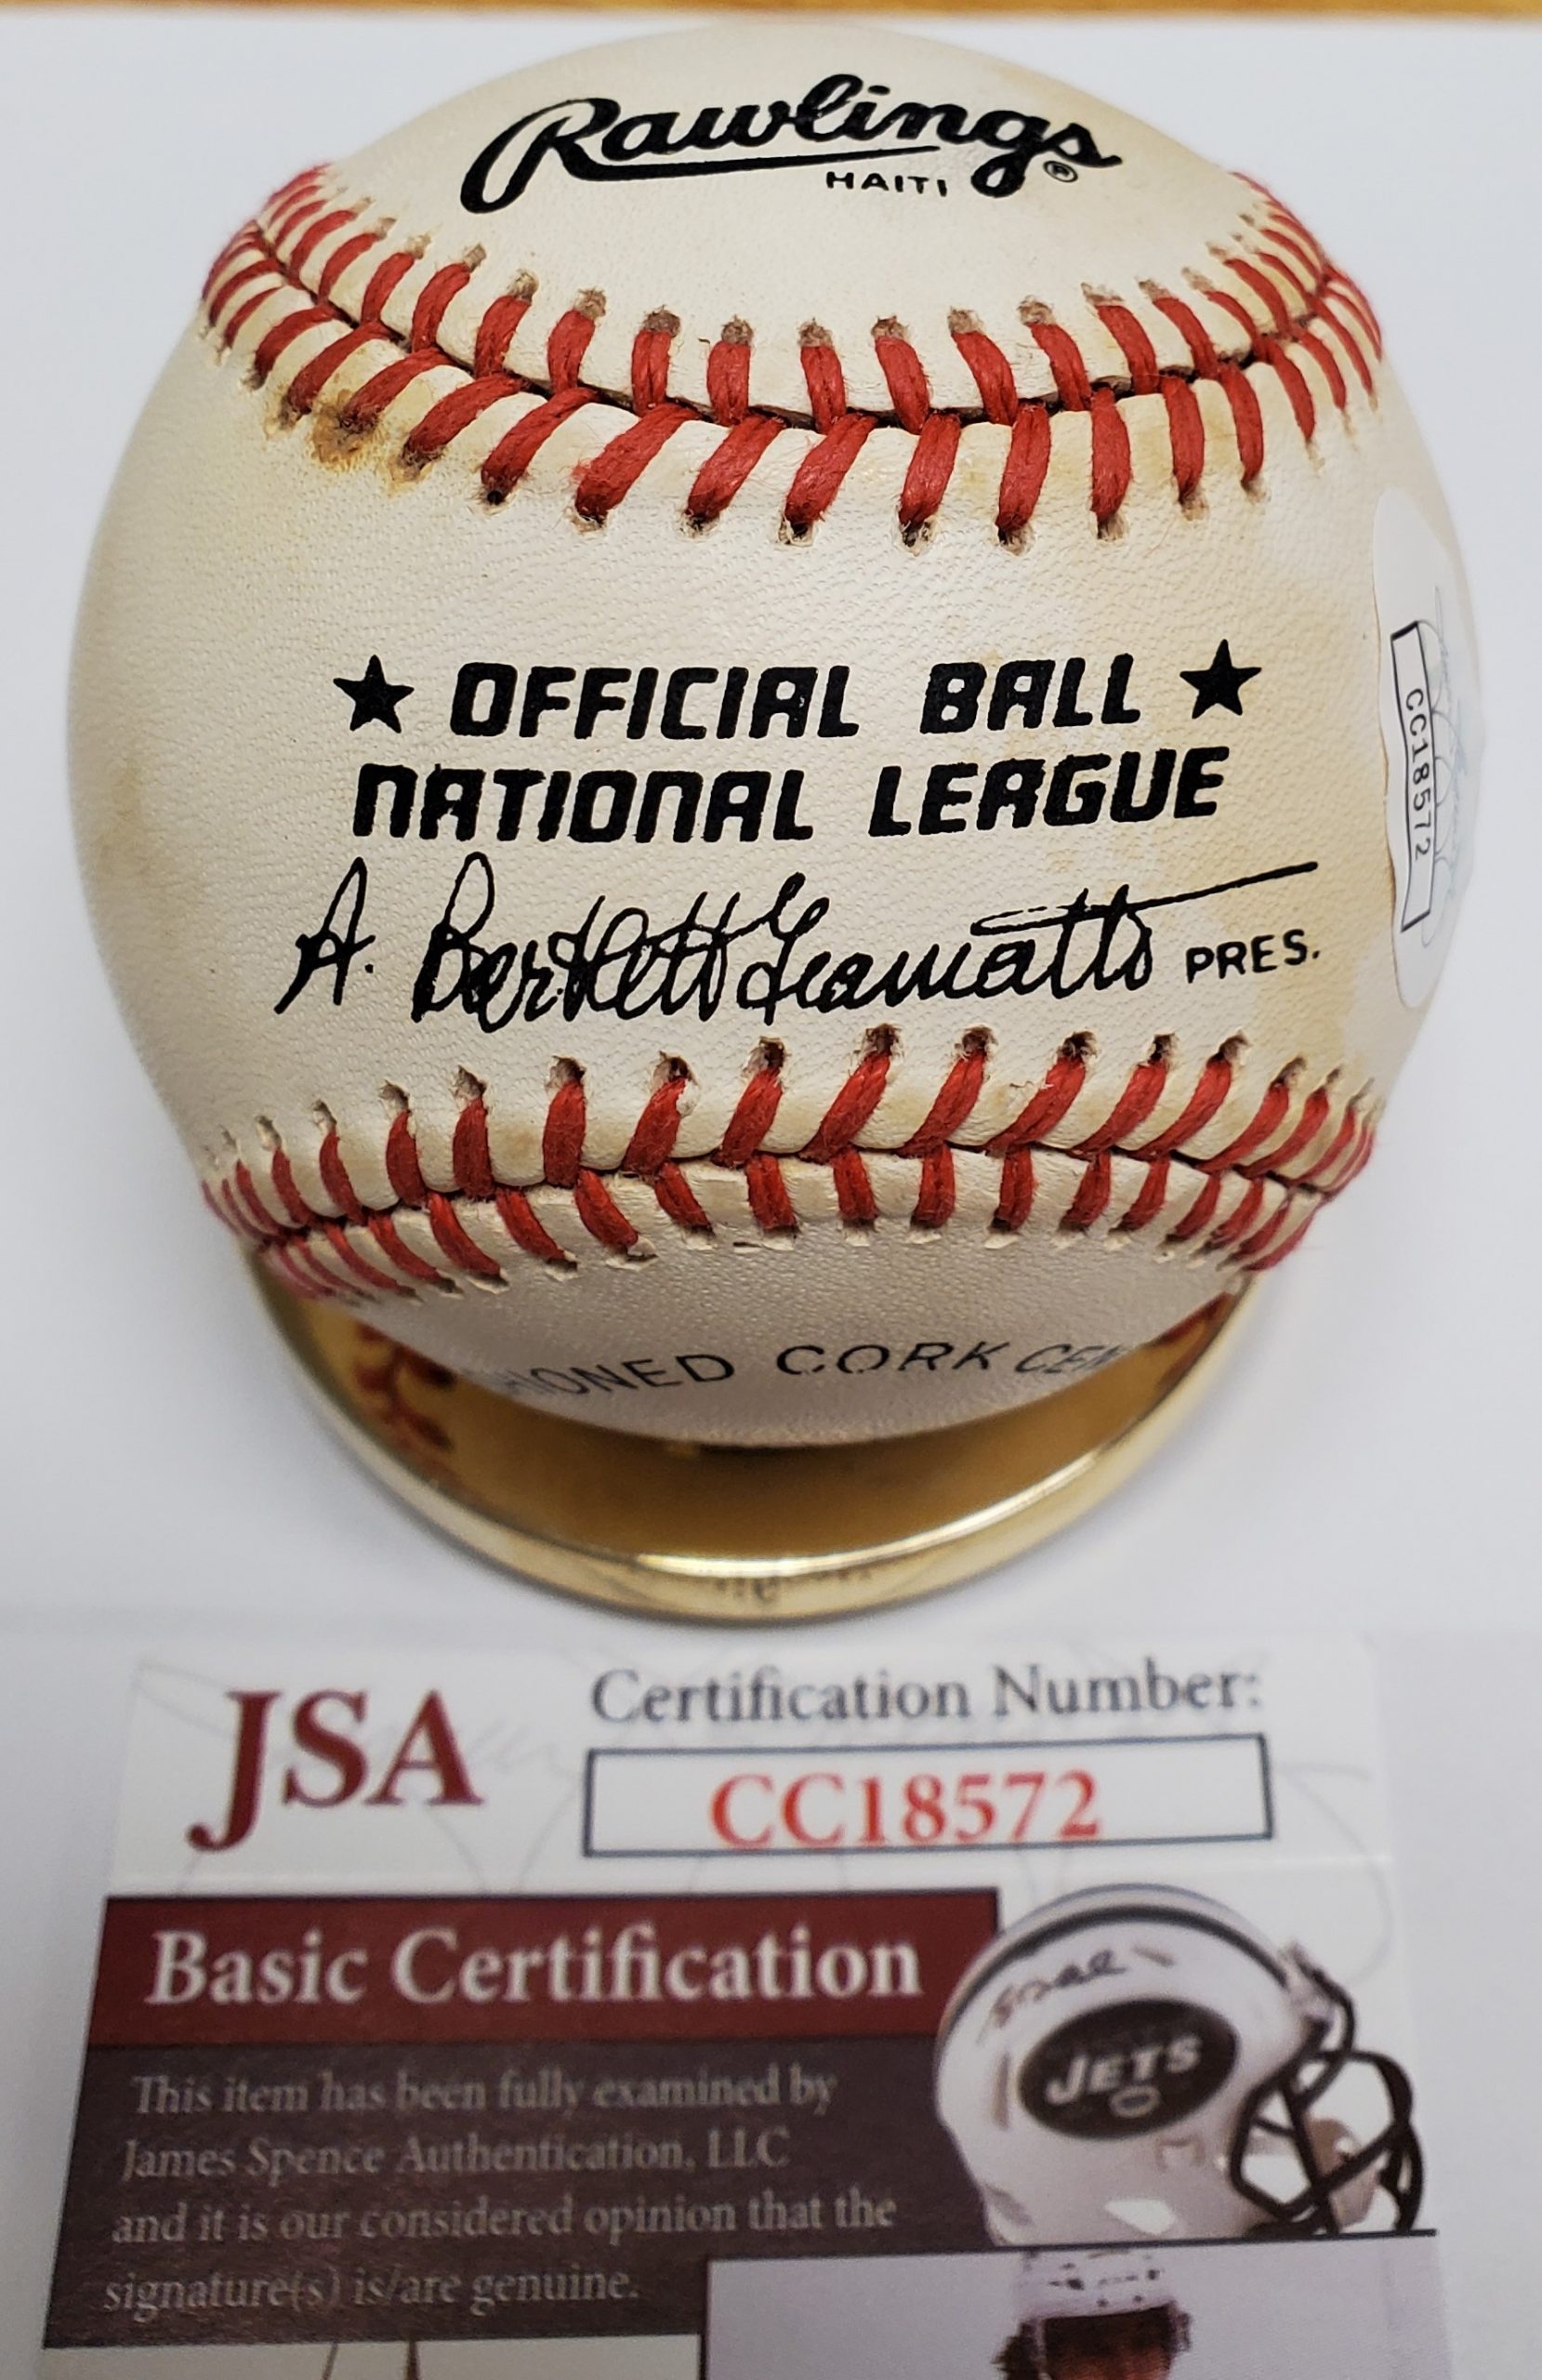 Rawlings®
HAITI
★ OFFICIAL BALL ★
NATIONAL LEAGUE
A. Bartlett Giamatti PRES.
CC18572
CORK
JSA
Certification Number:
CC18572
Basic Certification
This item has been fully examined by
James Spence Authentication, LLC
and it is our considered opinion that the
signature(s) is/are genuine.
JETS